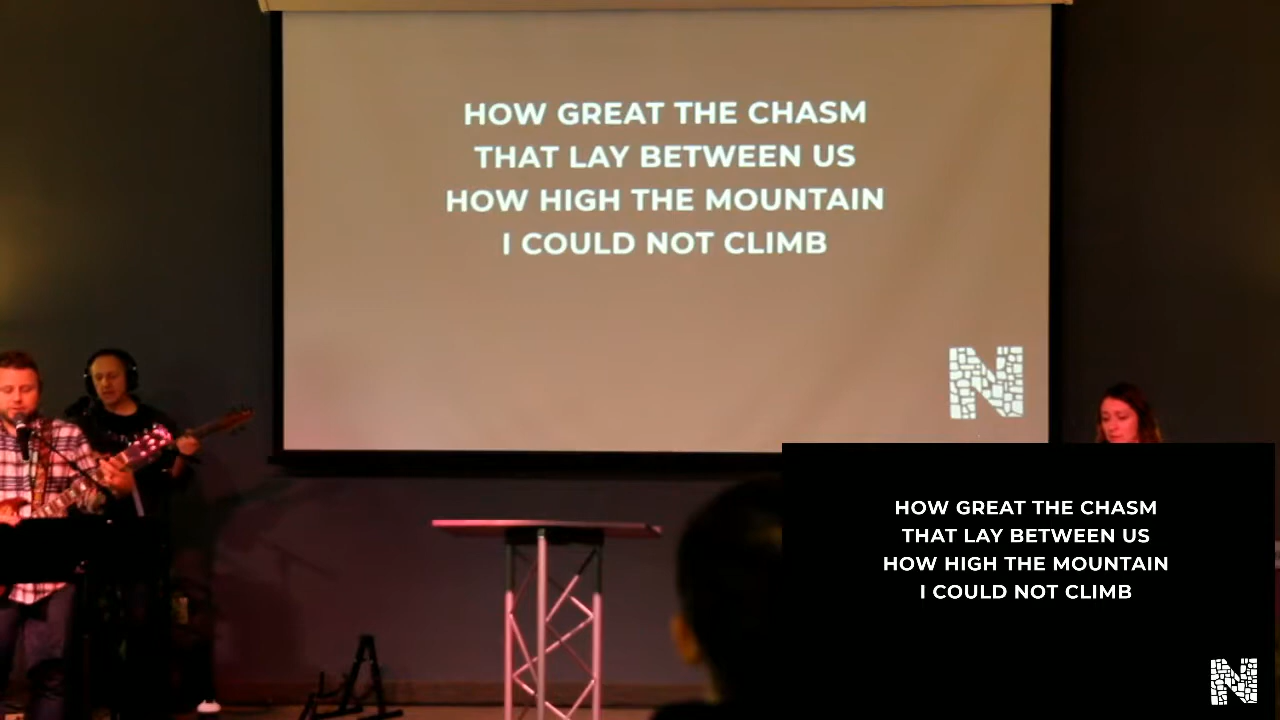 HOW GREAT THE CHASM
THAT LAY BETWEEN US
HOW HIGH THE MOUNTAIN
I COULD NOT CLIMB
N
HOW GREAT THE CHASM
THAT LAY BETWEEN US
HOW HIGH THE MOUNTAIN
I COULD NOT CLIMB
N